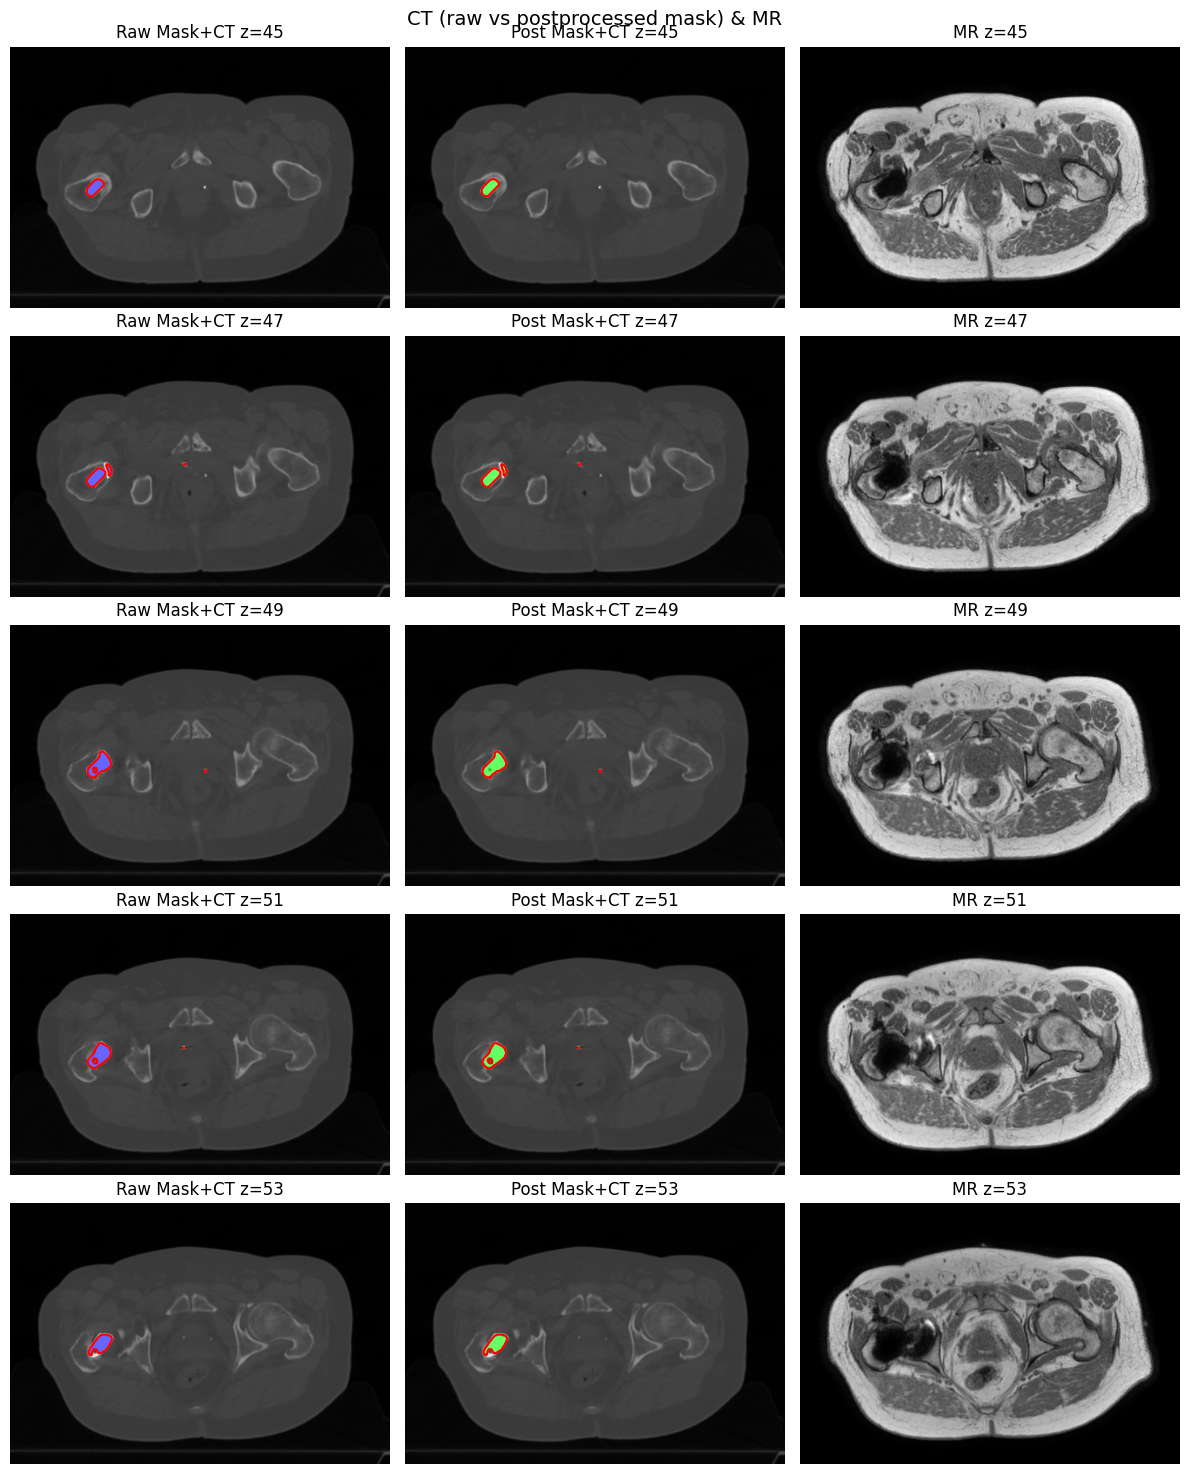 CT (raw vs postprocessed mask) & MR
Raw Mask+CT z=45
Post Mask+CT z=45
MR z=45
Raw Mask+CT z=47
Post Mask+CT z=47
MR z=47
Raw Mask+CT z=49
Post Mask+CT z=49
MR z=49
Raw Mask+CT z=51
Post Mask+CT z=51
MR z=51
Raw Mask+CT z=53
Post Mask+CT z=53
MR z=53